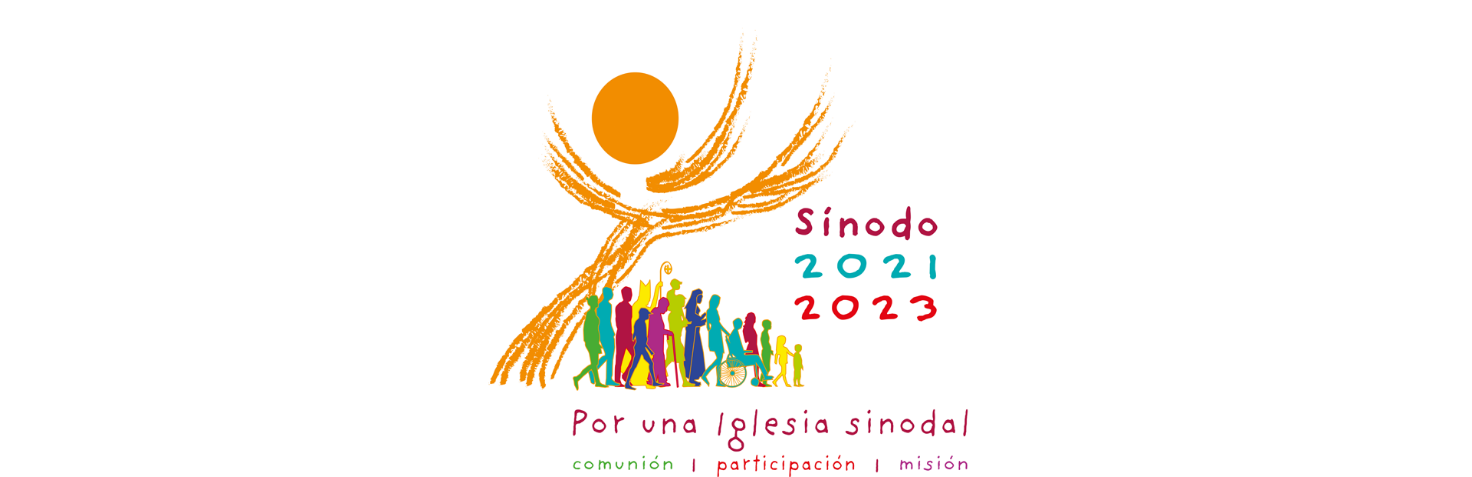 Sínodo
2021
2023
Por una Iglesia sinodal
comunión | participación | misión